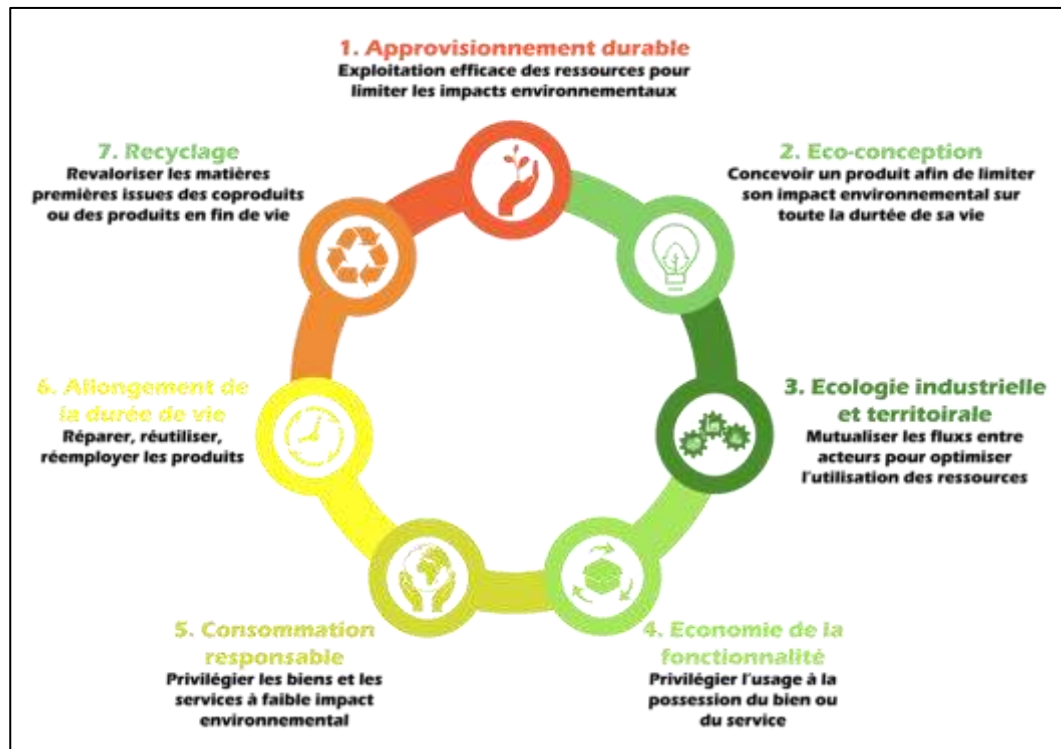 1. Approvisionnement durable
Exploitation efficace des ressources pour
limiter les impacts environnementaux
2. Eco-conception
Concevoir un produit afin de limiter
son impact environnemental sur
toute la durtée de sa vie
3. Ecologie industrielle
et territoirale
Mutualiser les fluxs entre
acteurs pour optimiser
l'utilisation des ressources
4. Economie de la
fonctionnalité
Privilégier l'usage à la
possession du bien ou
du service
5. Consommation
responsable
Privilégier les biens et les
services à faible impact
environnemental
6. Allongement de
la durée de vie
Réparer, réutiliser,
réemployer les produits
7. Recyclage
Revaloriser les matières
premières issues des coproduits
ou des produits en fin de vie